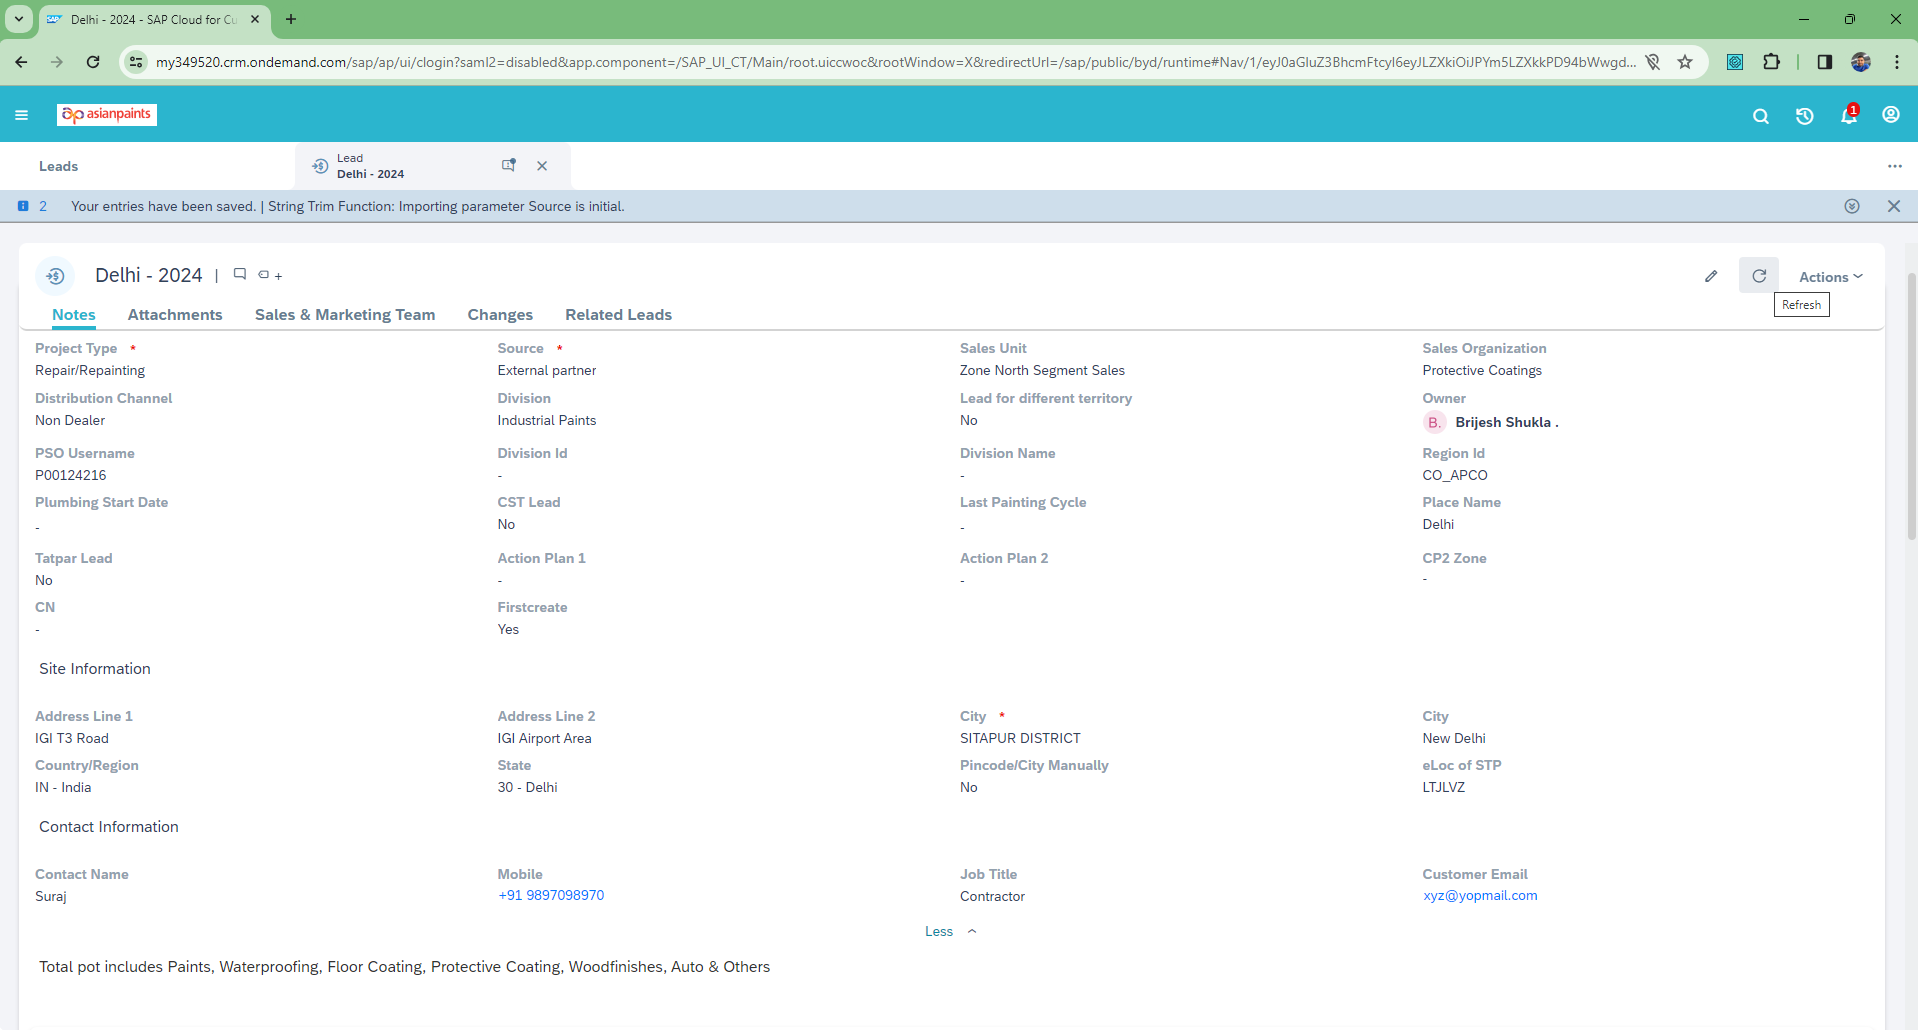 Delhi - 2024 - SAP Cloud for Cu
my349520.crm.ondemand.com/sap/ap/ui/clogin?saml2=disabled&app.component=/SAP_UI_CT/Main/root.uiccwoc&rootWindow=X&redirectUrl=/sap/public/byd/runtime#Nav/1/eyJ0aGluZ3BhcmFtcyI6eyJLZXkiOiJPYm5LZXkkPD94bWwgd...
asianpaints
1
Leads
Lead
Delhi - 2024
2 Your entries have been saved. | String Trim Function: Importing parameter Source is initial.
Delhi - 2024 |
Actions
Refresh
Notes Attachments Sales & Marketing Team Changes Related Leads
Project Type * Source * Sales Unit Sales Organization
Repair/Repainting External partner Zone North Segment Sales Protective Coatings
Distribution Channel Division Lead for different territory Owner
Non Dealer Industrial Paints No B. Brijesh Shukla .
PSO Username Division Id Division Name Region Id
P00124216 - - CO_APCO
Plumbing Start Date CST Lead Last Painting Cycle Place Name
- No - Delhi
Tatpar Lead Action Plan 1 Action Plan 2 CP2 Zone
No - - -
CN Firstcreate
- Yes
Site Information
Address Line 1 Address Line 2 City * City
IGI T3 Road IGI Airport Area SITAPUR DISTRICT New Delhi
Country/Region State Pincode/City Manually eLoc of STP
IN - India 30 - Delhi No LTJLVZ
Contact Information
Contact Name Mobile Job Title Customer Email
Suraj +91 9897098970 Contractor xyz@yopmail.com
Less
Total pot includes Paints, Waterproofing, Floor Coating, Protective Coating, Woodfinishes, Auto & Others